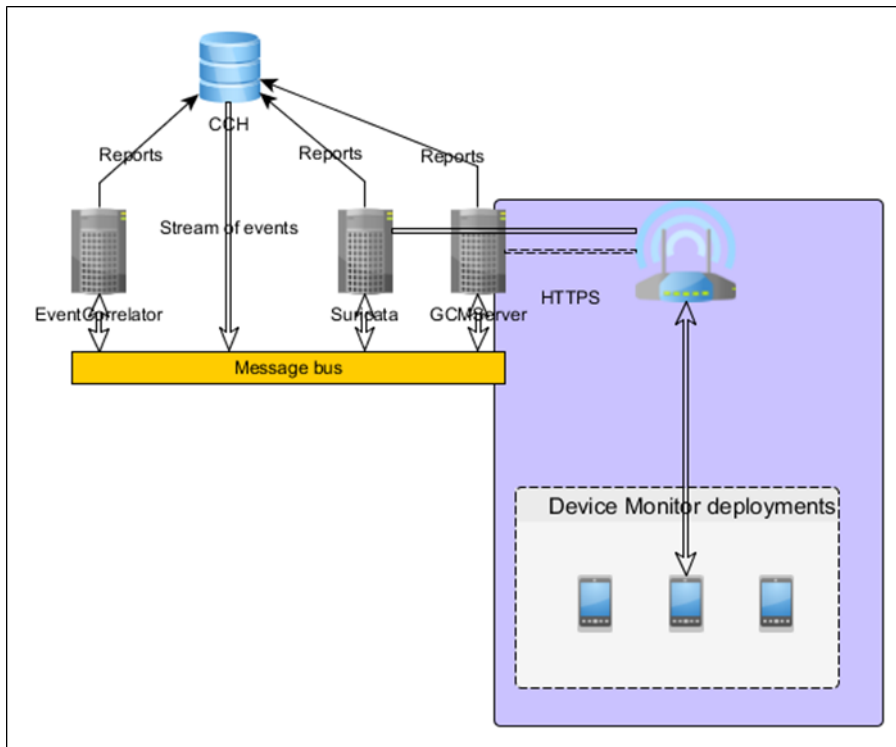 CCH
Reports
Reports
Reports
Stream of events
EventCorrelator
Suricata
GCMServer
HTTPS
Message bus
Device Monitor deployments